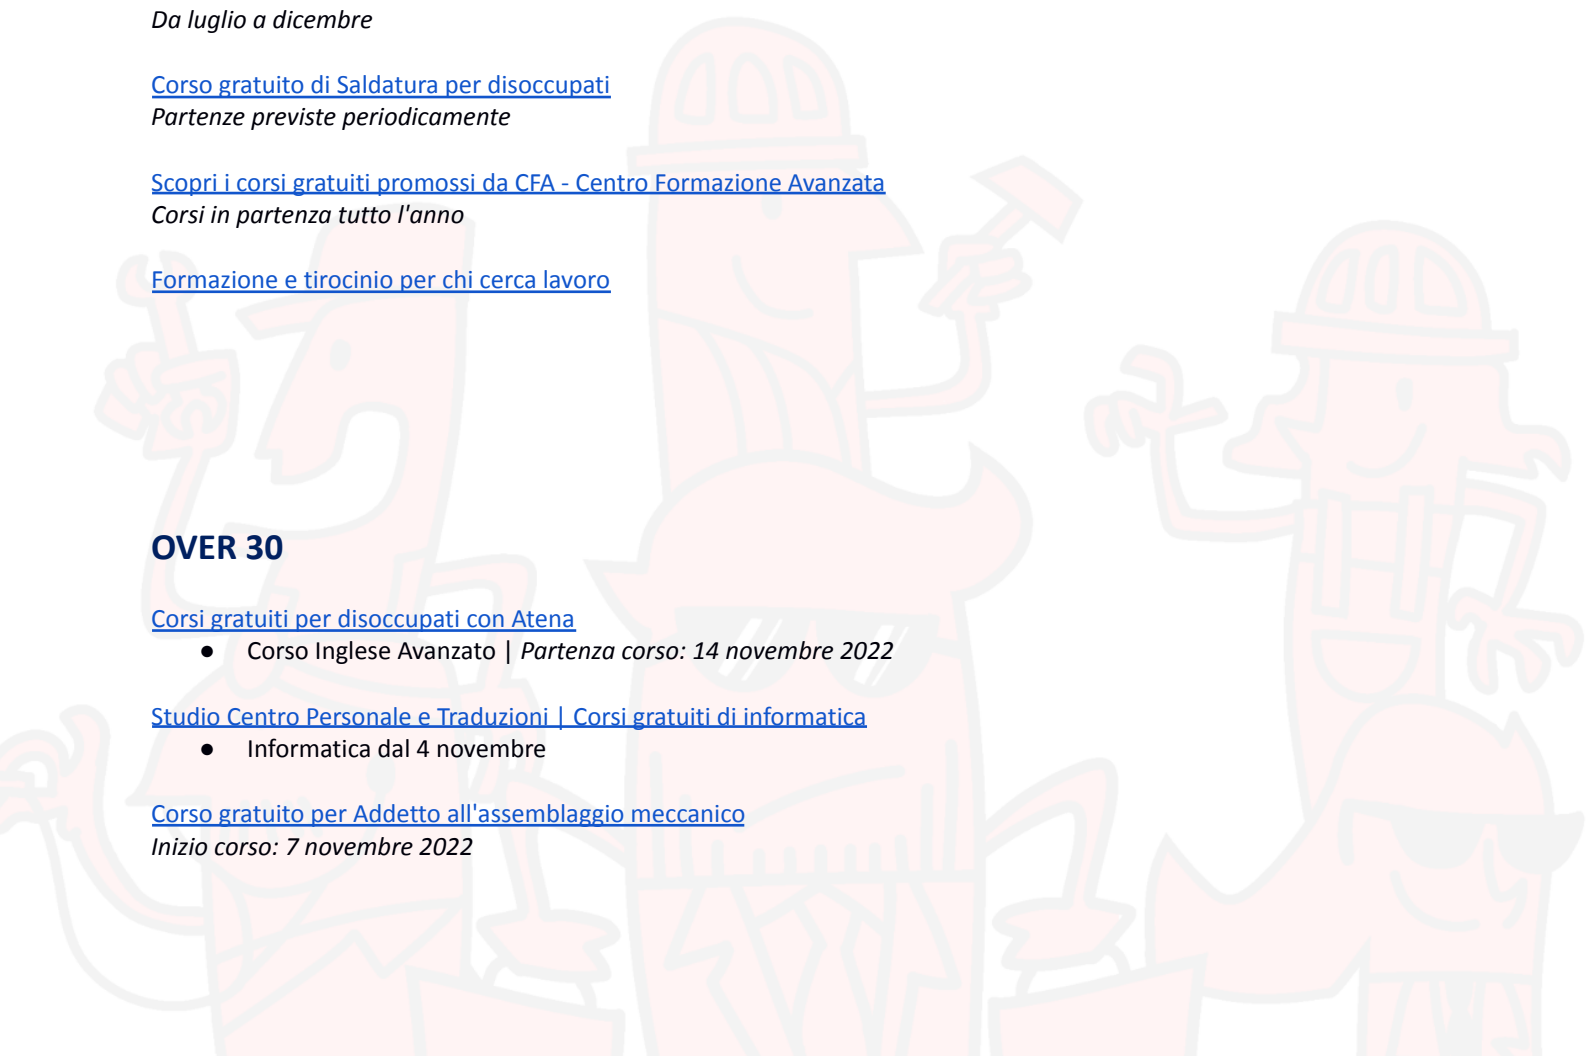 Da luglio a dicembre
Corso gratuito di Saldatura per disoccupati
Partenze previste periodicamente
Scopri i corsi gratuiti promossi da CFA - Centro Formazione Avanzata
Corsi in partenza tutto l'anno
Formazione e tirocinio per chi cerca lavoro
OVER 30
Corsi gratuiti per disoccupati con Atena
● Corso Inglese Avanzato | Partenza corso: 14 novembre 2022
Studio Centro Personale e Traduzioni | Corsi gratuiti di informatica
● Informatica dal 4 novembre
Corso gratuito per Addetto all'assemblaggio meccanico
Inizio corso: 7 novembre 2022